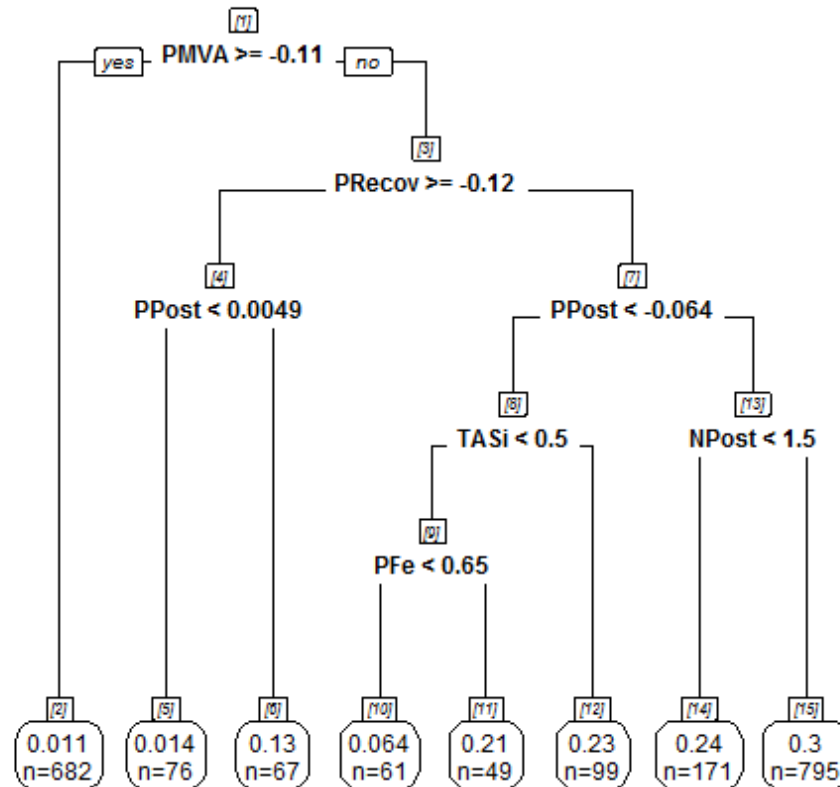 [1]
yes PMVA >= -0.11 no
[3]
PRecov >= -0.12
[4] [7]
PPost < 0.0049 PPost < -0.064
[8] [13]
TASi < 0.5 NPost < 1.5
[9]
PFe < 0.65
[2] [5] [6] [10] [11] [12] [14] [15]
0.011 0.014 0.13 0.064 0.21 0.23 0.24 0.3
n=682 n=76 n=67 n=61 n=49 n=99 n=171 n=795